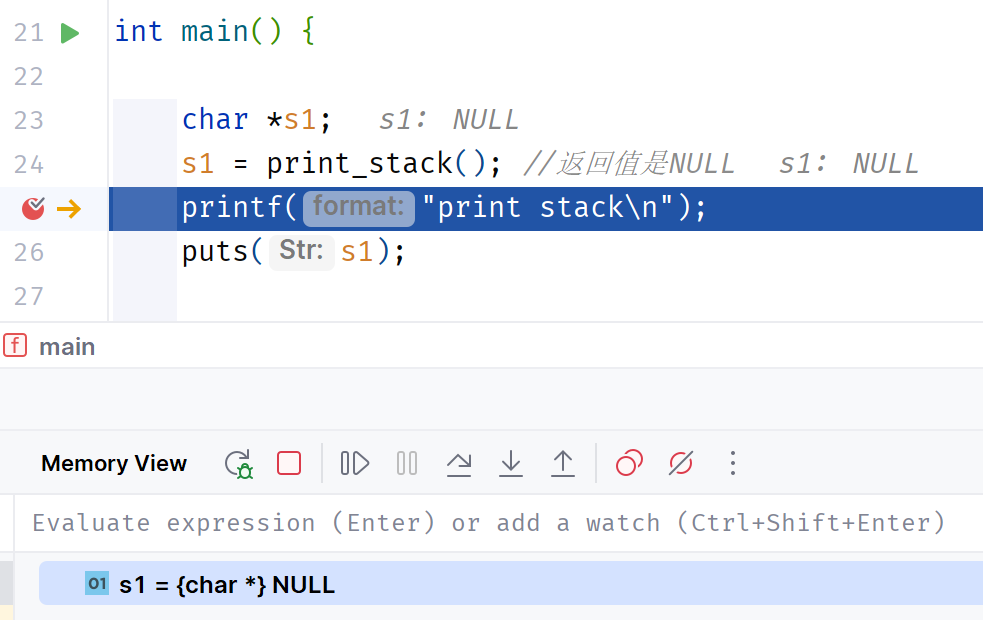 21 int main() {
22
23 char *s1; s1: NULL
24 s1 = print_stack(); //返回值是NULL s1: NULL
printf( format: "print stack\n");
26 puts( Str: s1);
27
f main
Memory View
Evaluate expression (Enter) or add a watch (Ctrl+Shift+Enter)
01 s1 = {char *} NULL